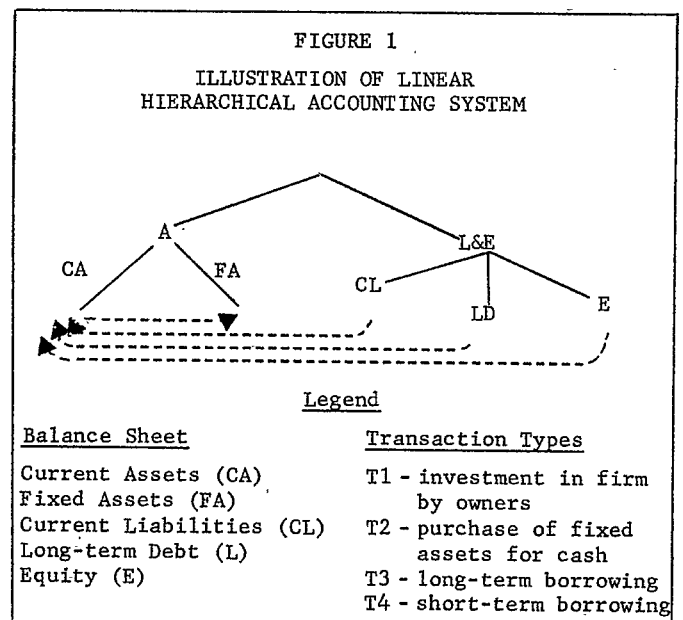 FIGURE 1
ILLUSTRATION OF LINEAR
HIERARCHICAL ACCOUNTING SYSTEM
A
L&E
CA
FA
CL
LD
E
Legend
Balance Sheet
Current Assets (CA)
Fixed Assets (FA)
Current Liabilities (CL)
Long-term Debt (L)
Equity (E)
Transaction Types
T1 - investment in firm
by owners
T2 - purchase of fixed
assets for cash
T3 - long-term borrowing
T4 - short-term borrowing